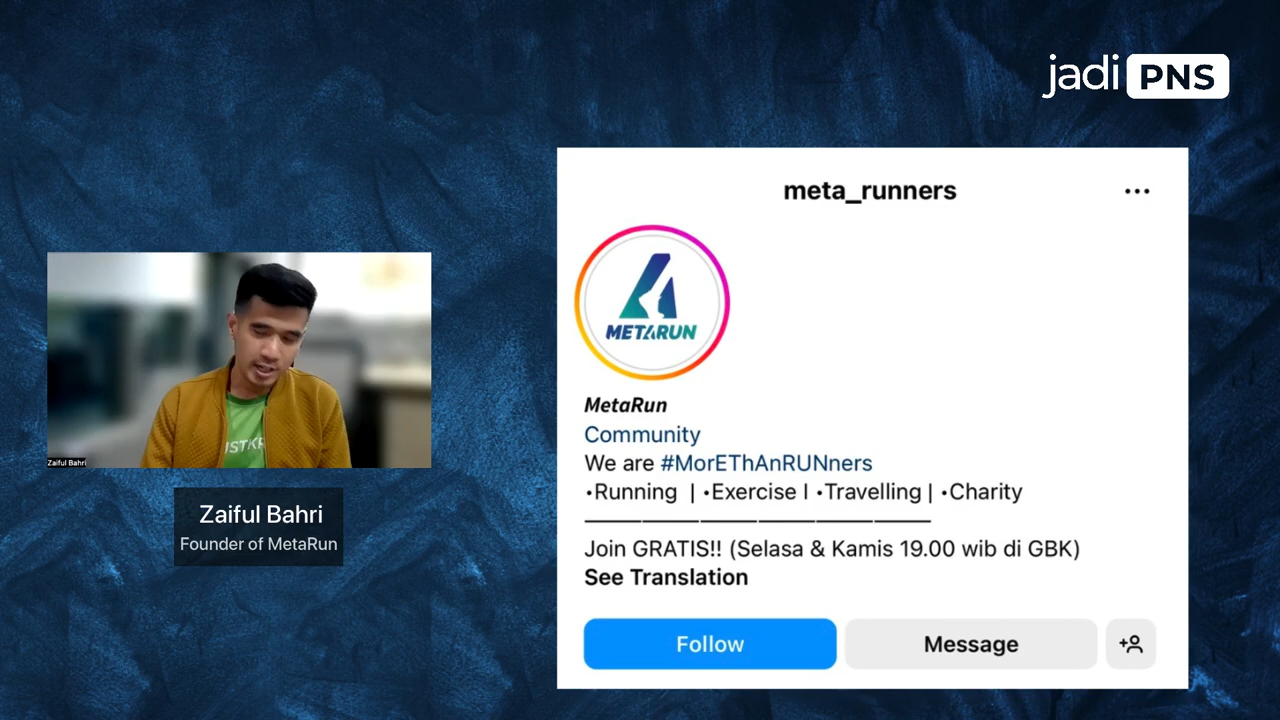 jadi PNS
meta_runners
METARUN
MetaRun
Community
We are #MorEThAnRUNners
•Running | •Exercise I •Travelling | •Charity
Join GRATIS!! (Selasa & Kamis 19.00 wib di GBK)
See Translation
Follow
Message
Zaiful Bahri
Zaiful Bahri
Founder of MetaRun